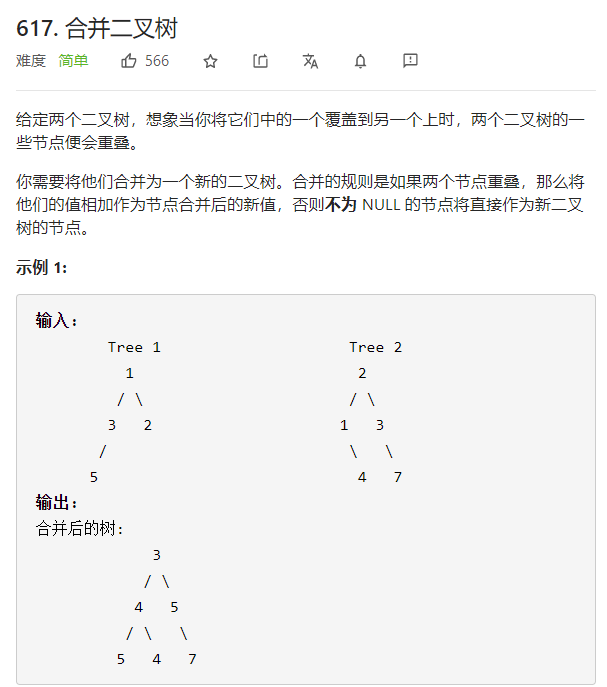 617. 合并二叉树
难度 简单 566
给定两个二叉树，想象当你将它们中的一个覆盖到另一个上时，两个二叉树的一
些节点便会重叠。
你需要将他们合并为一个新的二叉树。合并的规则是如果两个节点重叠，那么将
他们的值相加作为节点合并后的新值，否则不为 NULL 的节点将直接作为新二叉
树的节点。
示例 1:
输入:
Tree 1 Tree 2
1 2
/ \ / \
3 2 1 3
/ \ \
5 4 7
输出:
合并后的树:
3
/ \
4 5
/ \ \
5 4 7